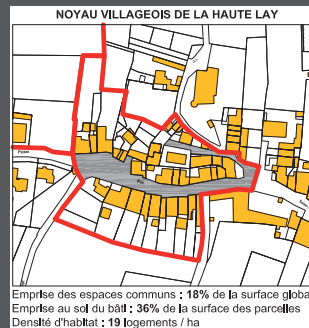 NOYAU VILLAGEOIS DE LA HAUTE LAY
Emprise des espaces communs : 18% de la surface globa
Emprise au sol du bâti : 36% de la surface des parcelles
Densité d'habitat : 19 logements / ha